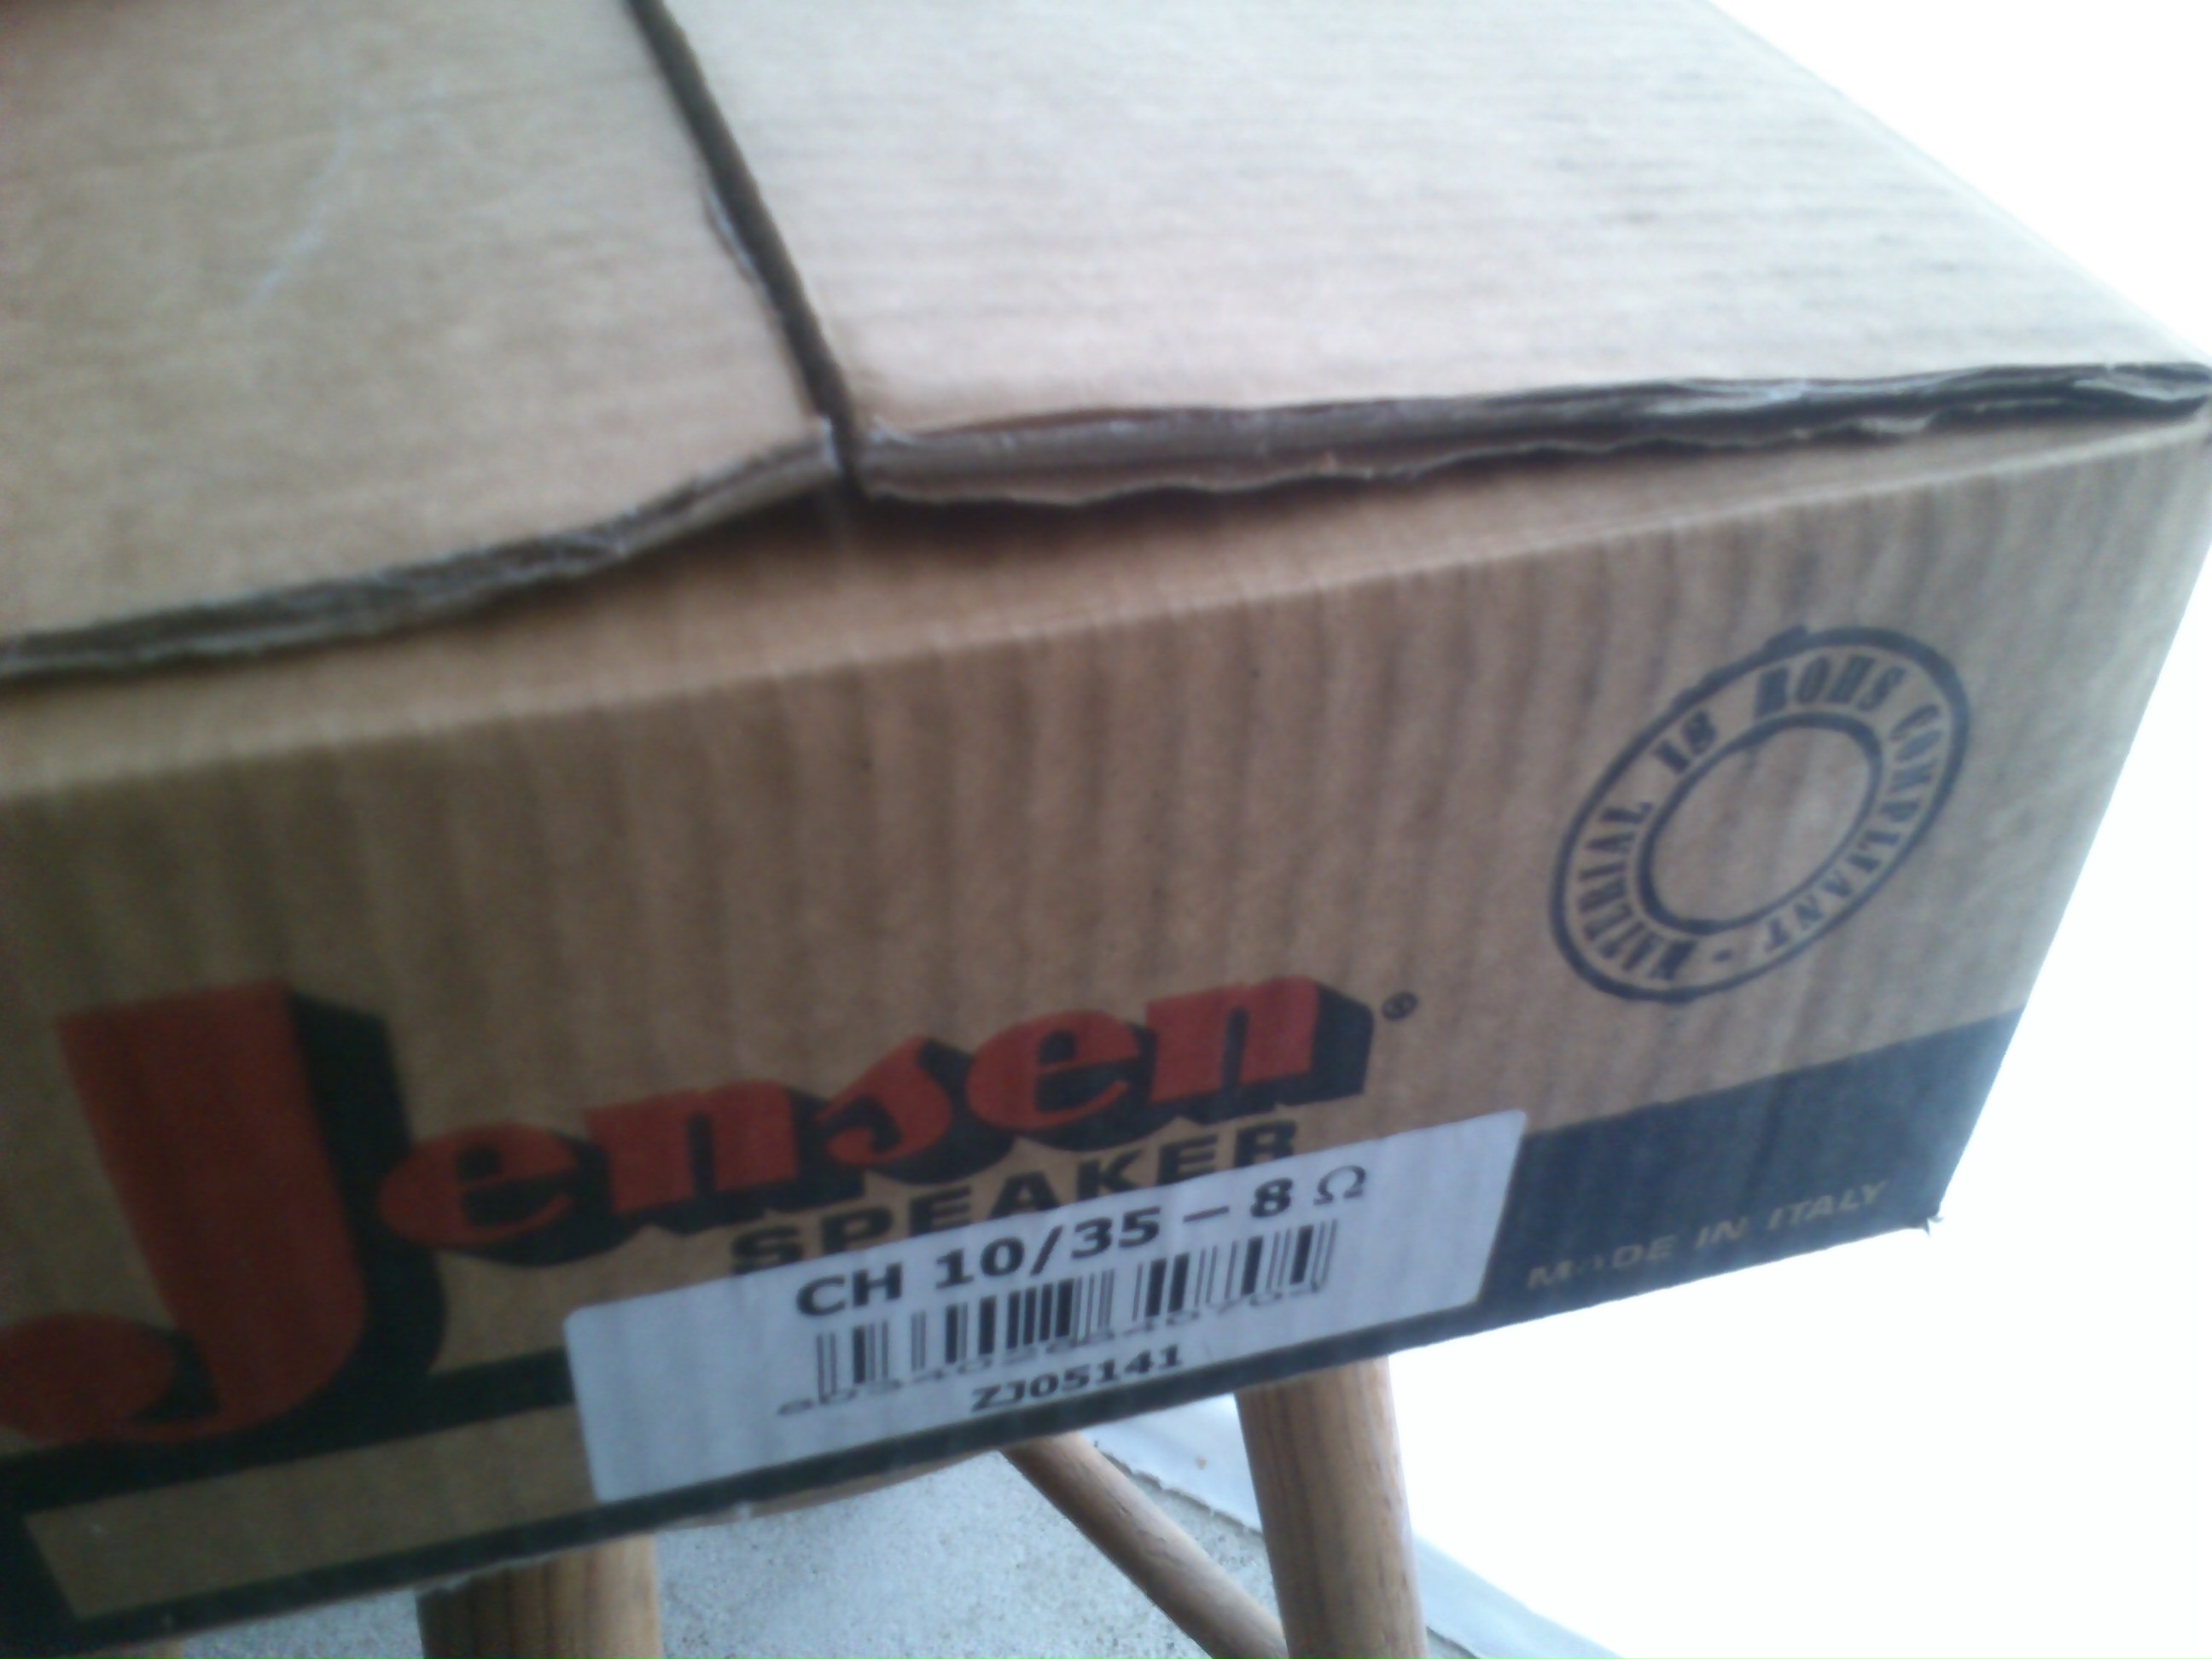 MATERIAL IS ROHS COMPLIANT -
Jensen®
SPEAKER
CH 10/35 – 8 Ω
ZJ05141
MADE IN ITALY